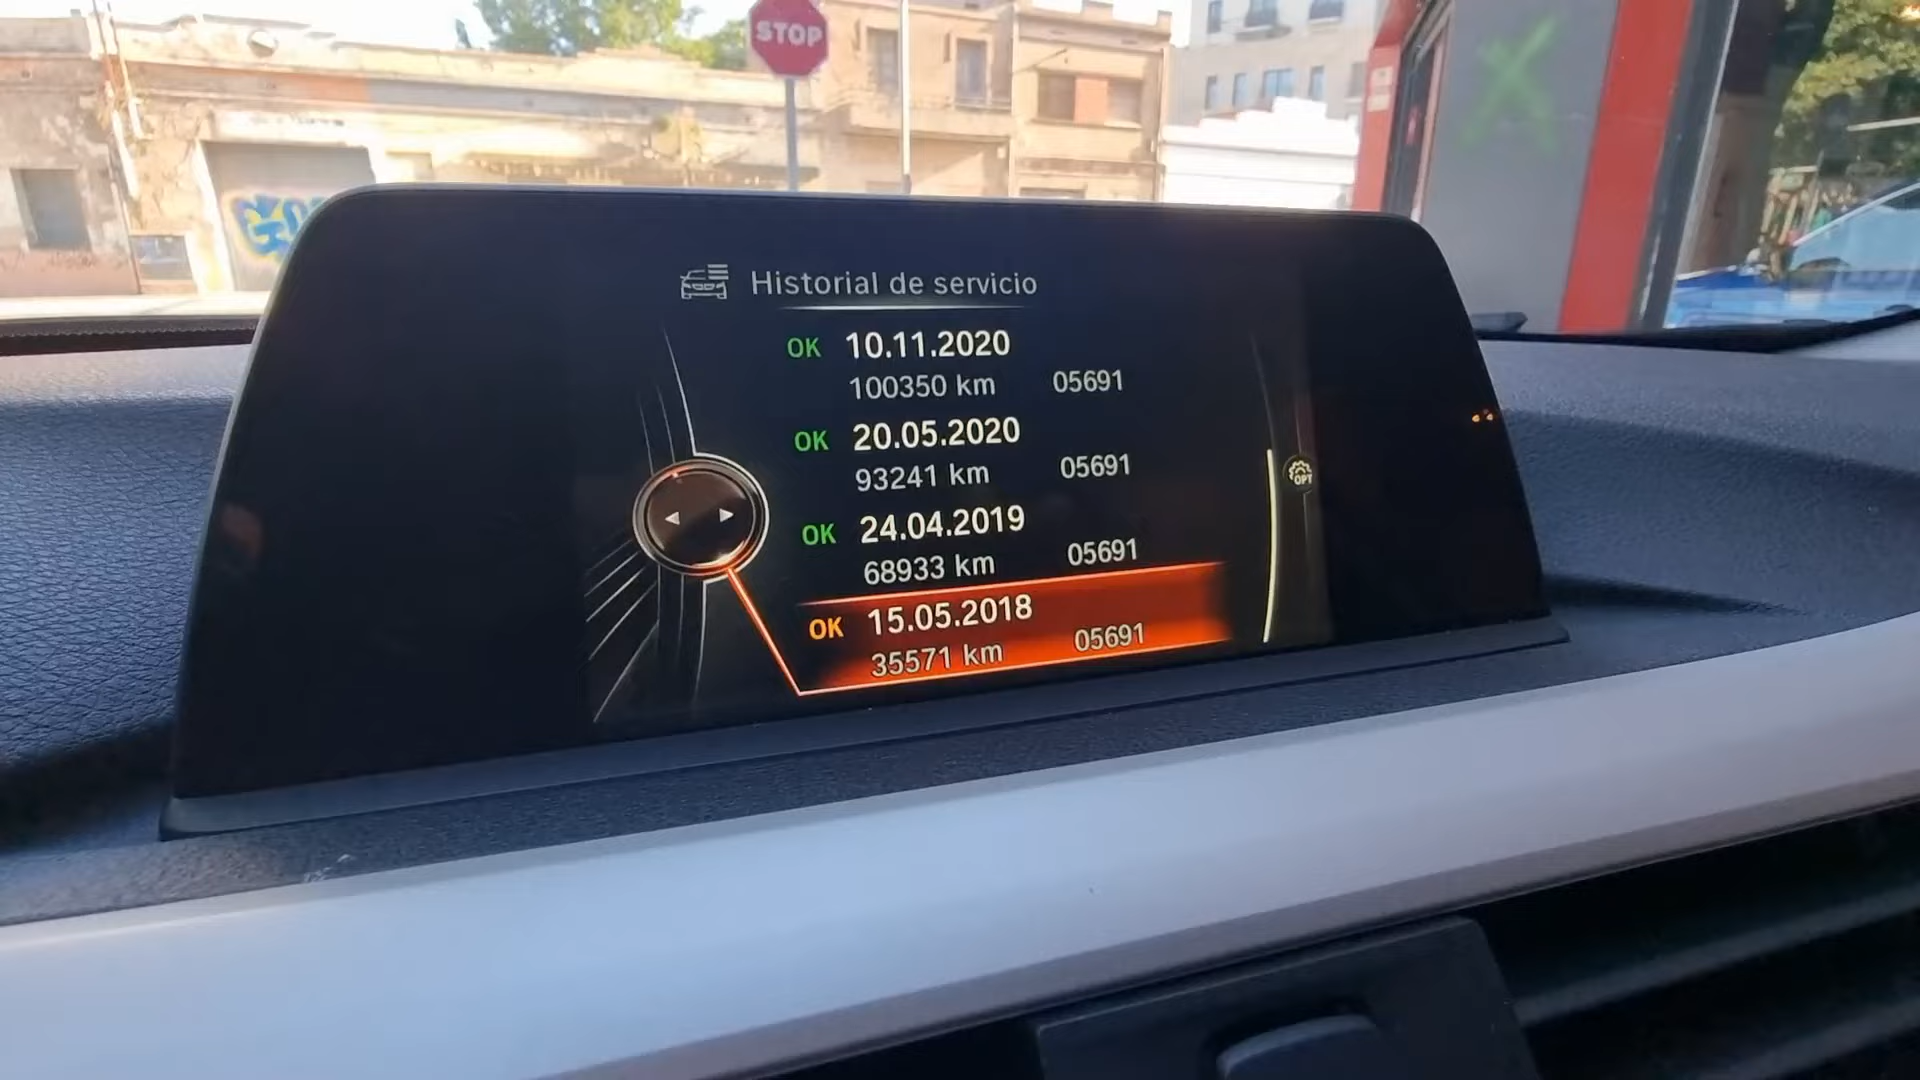 STOP
Historial de servicio
OK 10.11.2020
100350 km 05691
OK 20.05.2020
93241 km 05691
OK 24.04.2019
68933 km 05691
OK 15.05.2018
35571 km 05691
OPT